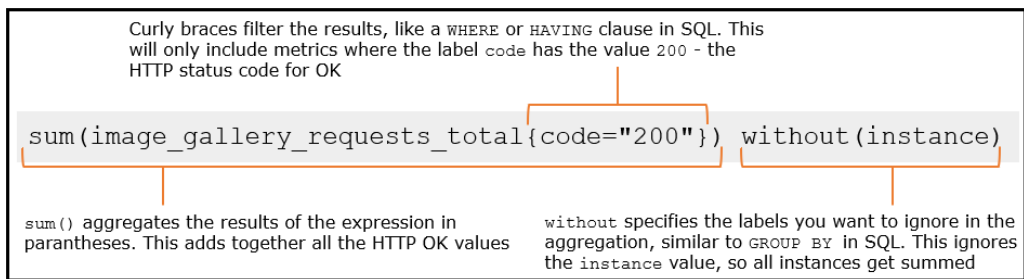 Curly braces filter the results, like a WHERE or HAVING clause in SQL. This
will only include metrics where the label code has the value 200 - the
HTTP status code for OK
sum(image_gallery_requests_total{code="200"}) without(instance)
sum() aggregates the results of the expression in
parantheses. This adds together all the HTTP OK values
without specifies the labels you want to ignore in the
aggregation, similar to GROUP BY in SQL. This ignores
the instance value, so all instances get summed